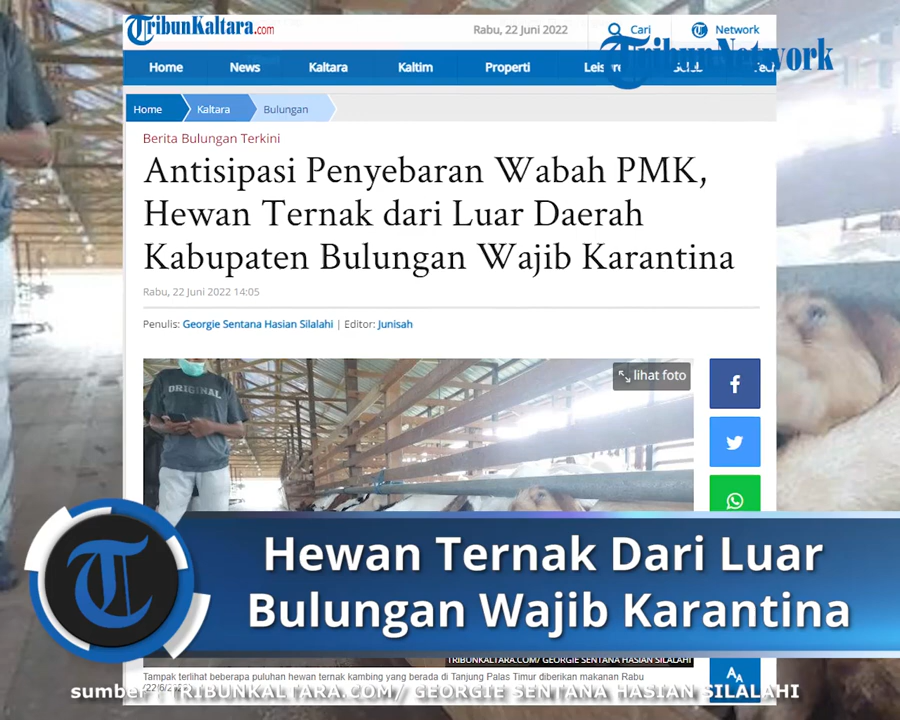 TribunKaltara.com
Rabu, 22 Juni 2022
Cari
Network
TribunNetwork
Home News Kaltara Kaltim Properti
Home Kaltara Bulungan
Berita Bulungan Terkini
Antisipasi Penyebaran Wabah PMK,
Hewan Ternak dari Luar Daerah
Kabupaten Bulungan Wajib Karantina
Rabu, 22 Juni 2022 14:05
Penulis: Georgie Sentana Hasian Silalahi | Editor: Junisah
lihat foto
ORIGINAL
Hewan Ternak Dari Luar
Bulungan Wajib Karantina
TRIBUNKALTARA.COM/ GEORGIE SENTANA HASIAN SILALAHI
Tampak terlihat beberapa puluhan hewan ternak kambing yang berada di Tanjung Palas Timur diberikan makanan Rabu
sumber : TRIBUNKALTARA.COM/ GEORGIE SENTANA HASIAN SILALAHI